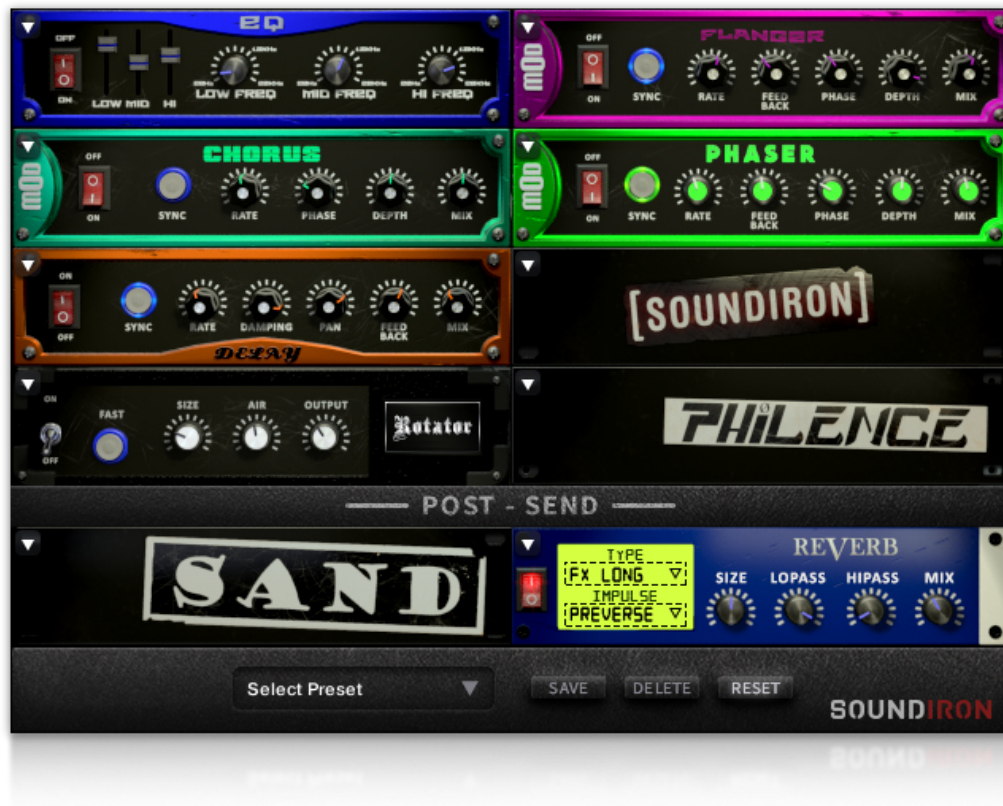 EQ
OFF
ON
LOW MID HI
LOW FREQ MID FREQ HI FREQ
FLANGER
MOD
OFF
ON
SYNC RATE FEED BACK PHASE DEPTH MIX
CHORUS
MOD
OFF
ON
SYNC RATE PHASE DEPTH MIX
PHASER
MOD
OFF
ON
SYNC RATE FEED BACK PHASE DEPTH MIX
ON
OFF
SYNC RATE DAMPING PAN FEED BACK MIX
DELAY
[SOUNDIRON]
ON
OFF
FAST SIZE AIR OUTPUT
Rotator
PHILENCE
POST - SEND
SAND
REVERB
TYPE
FX LONG
IMPULSE
PREVERSE
SIZE LOPASS HIPASS MIX
Select Preset
SAVE DELETE RESET
SOUNDIRON